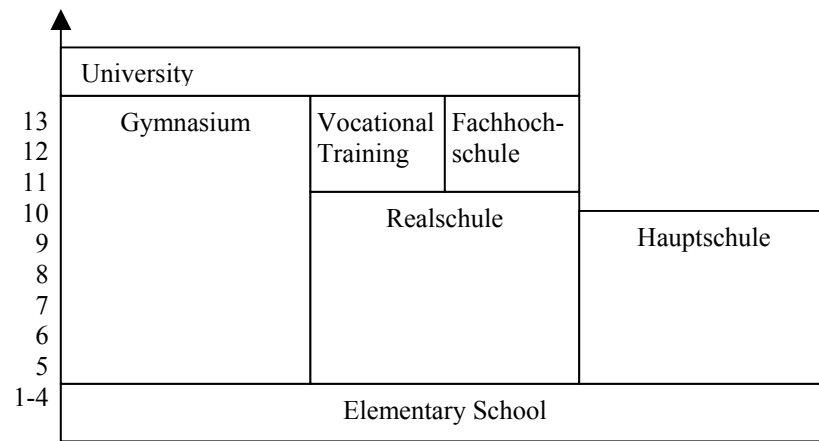 University
13
Gymnasium
Vocational
Training
Fachhoch-
schule
12
11
10
Realschule
Hauptschule
9
8
7
6
5
1-4
Elementary School